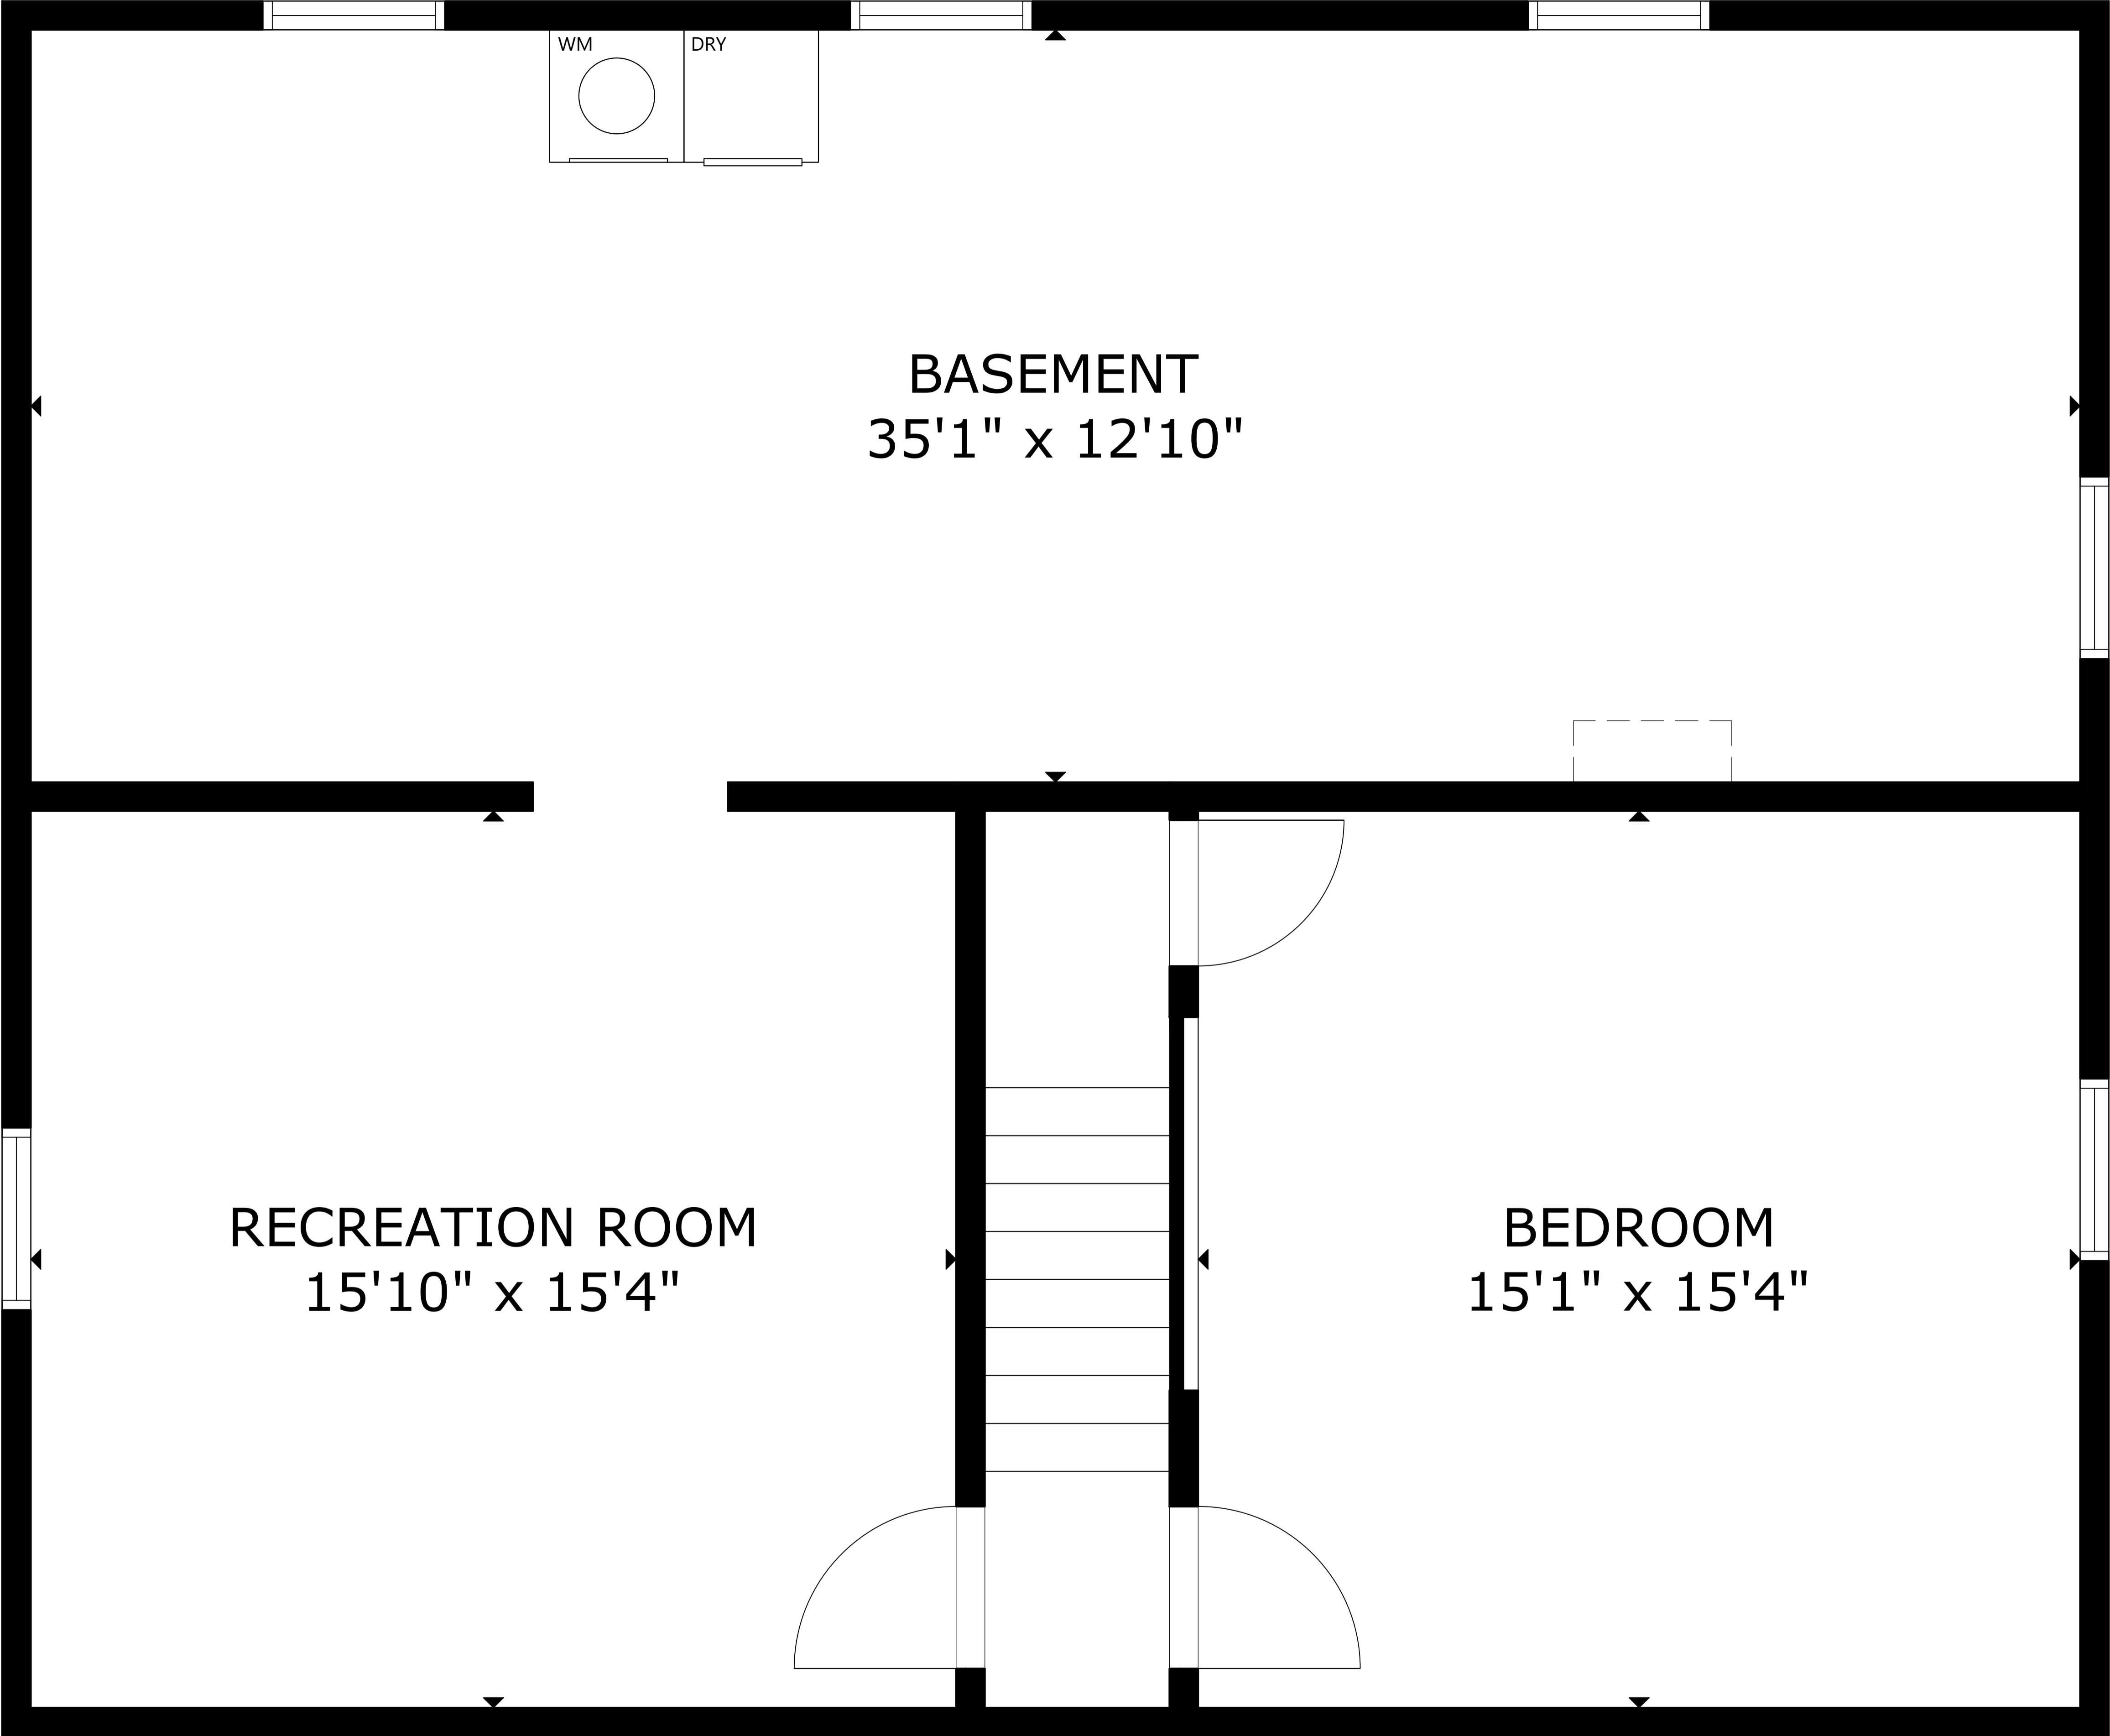 WM DRY
BASEMENT
35'1" x 12'10"
RECREATION ROOM
15'10" x 15'4"
BEDROOM
15'1" x 15'4"